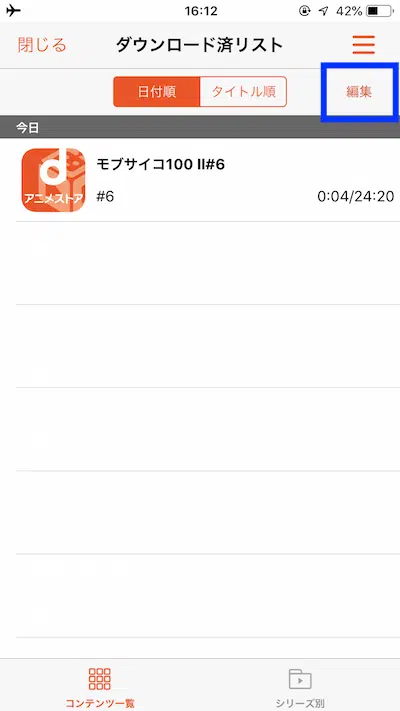 16:12
42%
閉じる
ダウンロード済リスト
日付順
タイトル順
編集
今日
d
アニメストア
モブサイコ100 II#6
#6
0:04/24:20
コンテンツ一覧
シリーズ別